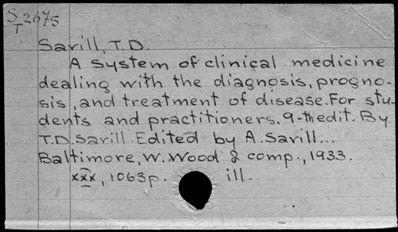 S/T 2675
Savill, T.D.
A system of clinical medicine
dealing with the diagnosis, progno-
sis, and treatment of disease. For stu-
dents and practitioners. 9-th edit. By
T.D. Savill. Edited by A. Savill...
Baltimore, W. Wood & comp., 1933.
xxx, 1063p. ill.